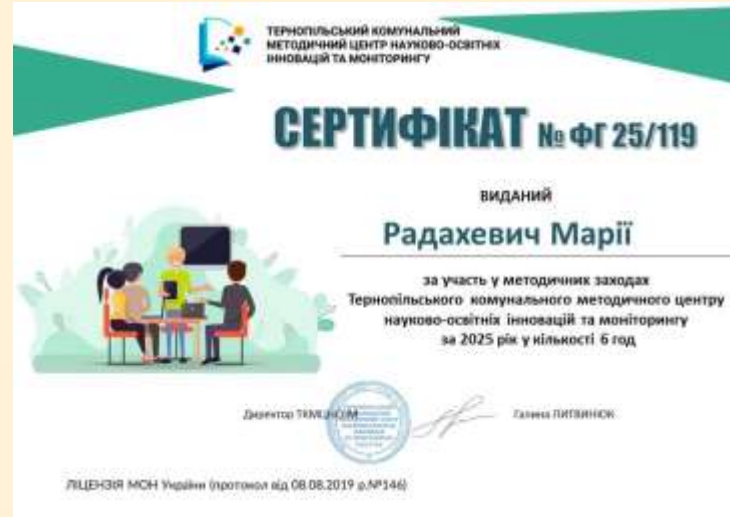 ТЕРНОПІЛЬСЬКИЙ КОМУНАЛЬНИЙ
МЕТОДИЧНИЙ ЦЕНТР НАУКОВО-ОСВІТНІХ
ІННОВАЦІЙ ТА МОНІТОРИНГУ
СЕРТИФІКАТ № ФГ 25/119
ВИДАНИЙ
Радахевич Марії
за участь у методичних заходах
Тернопільського комунального методичного центру
науково-освітніх інновацій та моніторингу
за 2025 рік у кількості 6 год
Директор Галина ЛИТВИНЮК
ЛІЦЕНЗІЯ МОН України (протокол від 08.08.2019 р.№146)